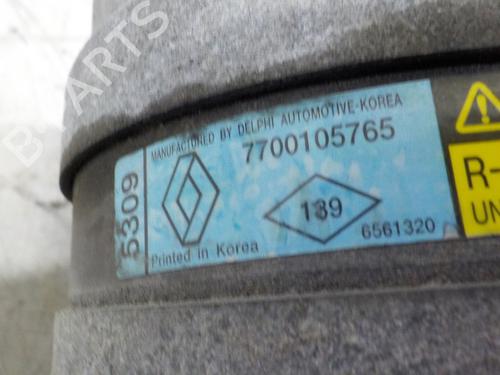 MANUFACTURED BY DELPHI AUTOMOTIVE-KOREA
7700105765
5309
139
6561320
Printed in Korea
R-
UN
B PARTS